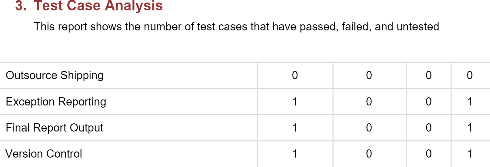 3. Test Case Analysis
This report shows the number of test cases that have passed, failed, and untested
Outsource Shipping 0 0 0 0
Exception Reporting 1 0 0 1
Final Report Output 1 0 0 1
Version Control 1 0 0 1